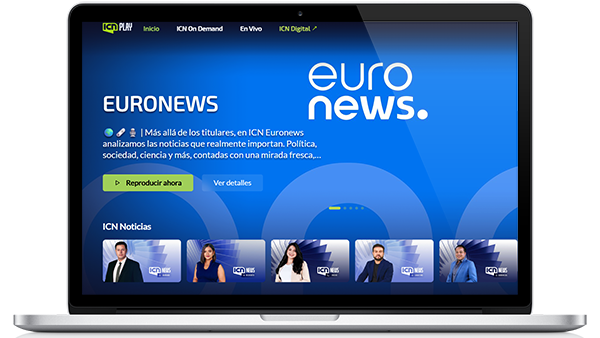 ICN PLAY Inicio ICN On Demand En Vivo ICN Digital ↗
euro
news.
EURONEWS
🌍 🚀 🎙️ | Más allá de los titulares, en ICN Euronews
analizamos las noticias que realmente importan. Política,
sociedad, ciencia y más, contadas con una mirada fresca,...
Reproducir ahora Ver detalles
ICN Noticias
ICN NEWS ICN NEWS ICN NEWS ICN NEWS ICN NEWS